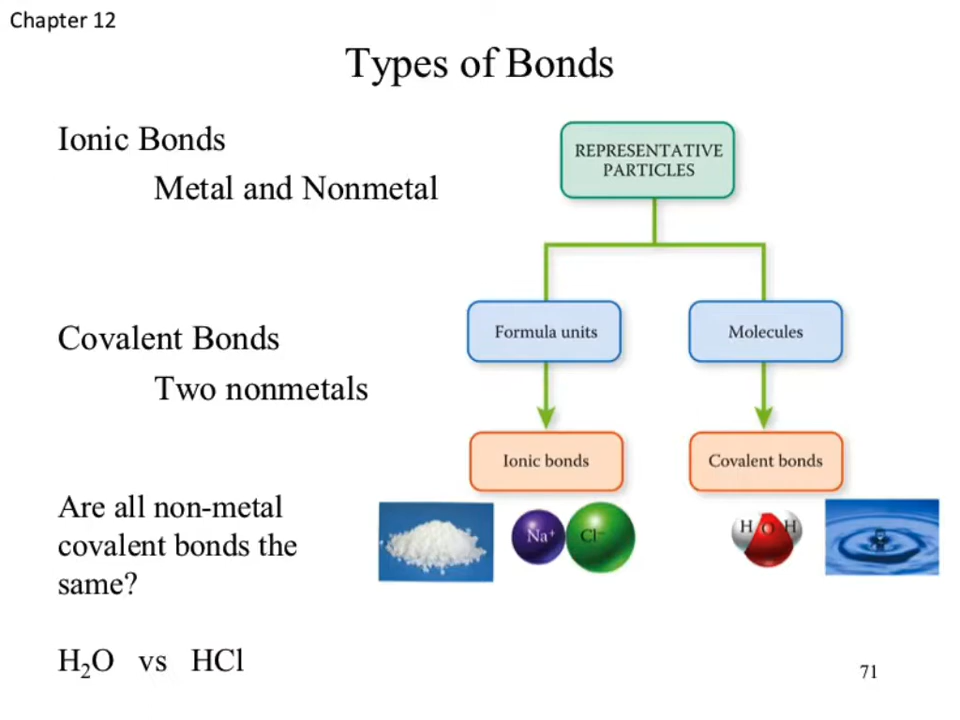 Chapter 12
Types of Bonds
Ionic Bonds
Metal and Nonmetal
Covalent Bonds
Two nonmetals
Are all non-metal
covalent bonds the
same?
H₂O vs HCl
REPRESENTATIVE
PARTICLES
Formula units
Molecules
Ionic bonds
Covalent bonds
Na⁺
Cl⁻
H O H
71